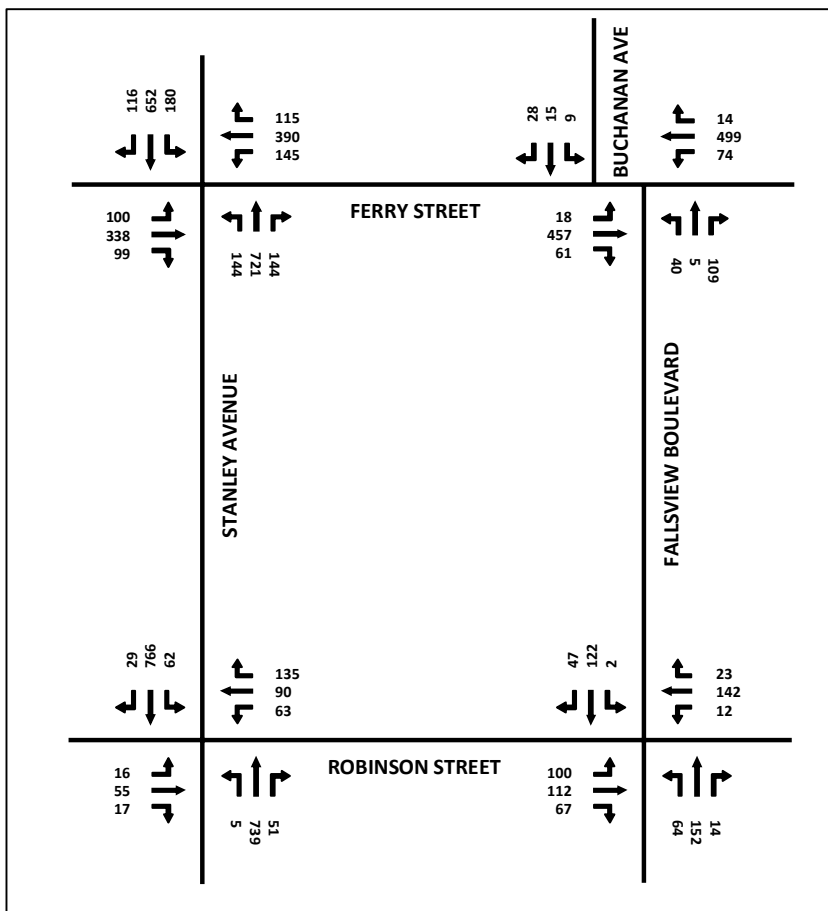 116 652 180
115
390
145
28 15 9
BUCHANAN AVE
14
499
74
FERRY STREET
100
338
99
144 721 144
18
457
61
40 5 109
STANLEY AVENUE
FALLSVIEW BOULEVARD
29 766 62
135
90
63
47 122 2
23
142
12
ROBINSON STREET
16
55
17
5 739 51
100
112
67
64 152 14